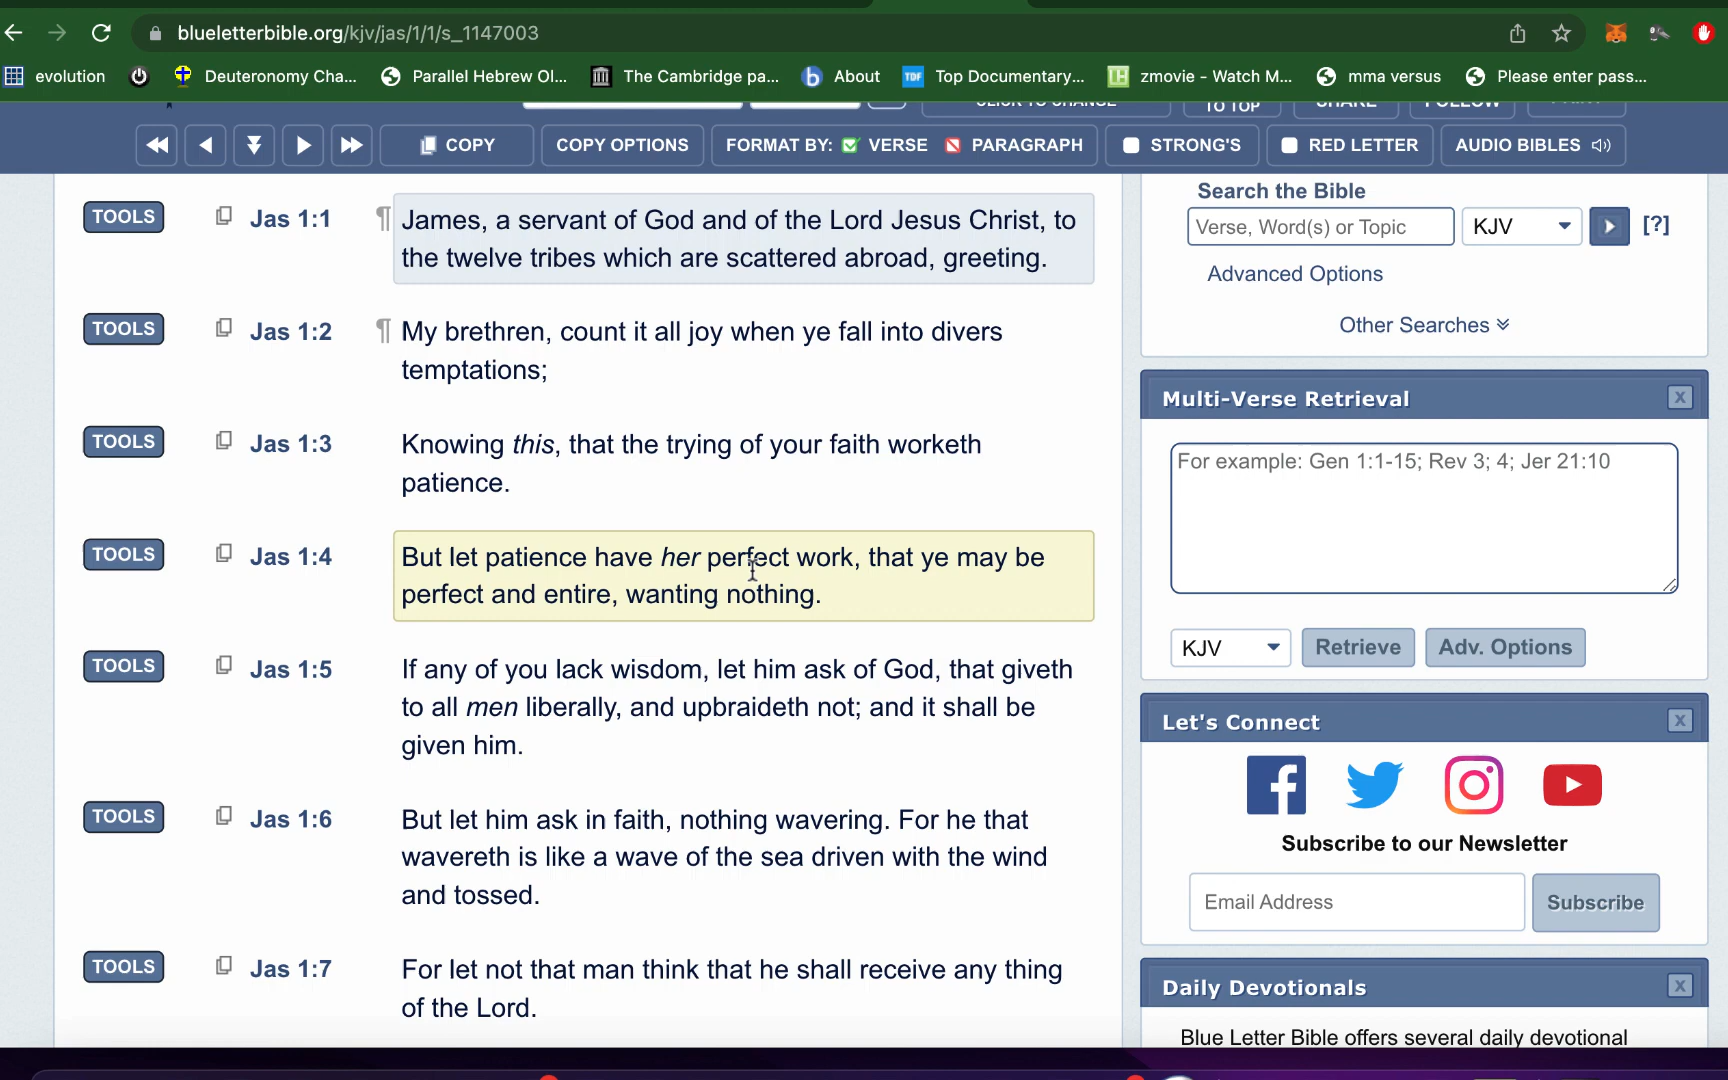 blueletterbible.org/kjv/jas/1/1/s_1147003
evolution
Deuteronomy Cha...
Parallel Hebrew Ol...
The Cambridge pa...
About
Top Documentary...
zmovie - Watch M...
mma versus
Please enter pass...
CLICK TO CHANGE
TO TOP
SHARE
FOLLOW
COPY
COPY OPTIONS
FORMAT BY: VERSE PARAGRAPH
STRONG'S
RED LETTER
AUDIO BIBLES
TOOLS Jas 1:1 ¶ James, a servant of God and of the Lord Jesus Christ, to
the twelve tribes which are scattered abroad, greeting.
TOOLS Jas 1:2 ¶ My brethren, count it all joy when ye fall into divers
temptations;
TOOLS Jas 1:3 Knowing this, that the trying of your faith worketh
patience.
TOOLS Jas 1:4 But let patience have her perfect work, that ye may be
perfect and entire, wanting nothing.
TOOLS Jas 1:5 If any of you lack wisdom, let him ask of God, that giveth
to all men liberally, and upbraideth not; and it shall be
given him.
TOOLS Jas 1:6 But let him ask in faith, nothing wavering. For he that
wavereth is like a wave of the sea driven with the wind
and tossed.
TOOLS Jas 1:7 For let not that man think that he shall receive any thing
of the Lord.
Search the Bible
Verse, Word(s) or Topic KJV [?]
Advanced Options
Other Searches
Multi-Verse Retrieval X
For example: Gen 1:1-15; Rev 3; 4; Jer 21:10
KJV Retrieve Adv. Options
Let's Connect X
Subscribe to our Newsletter
Email Address Subscribe
Daily Devotionals X
Blue Letter Bible offers several daily devotional